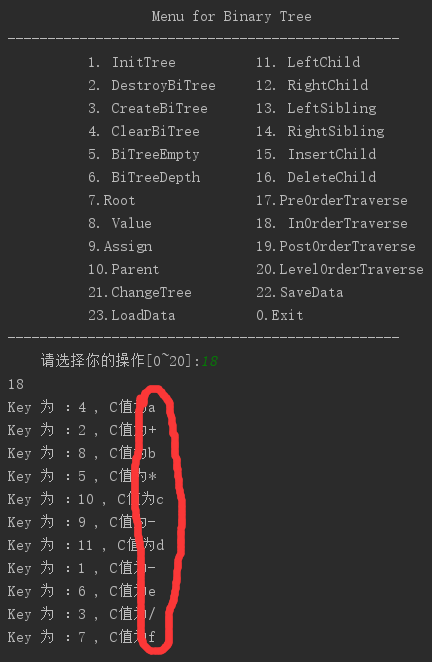 Menu for Binary Tree
-------------------------------------------------
1. InitTree 11. LeftChild
2. DestroyBiTree 12. RightChild
3. CreateBiTree 13. LeftSibling
4. ClearBiTree 14. RightSibling
5. BiTreeEmpty 15. InsertChild
6. BiTreeDepth 16. DeleteChild
7.Root 17.PreOrderTraverse
8. Value 18. InOrderTraverse
9.Assign 19.PostOrderTraverse
10.Parent 20.LevelOrderTraverse
21.ChangeTree 22.SaveData
23.LoadData 0.Exit
-------------------------------------------------
请选择你的操作[0~20]:18
18
Key 为 :4 , C值为a
Key 为 :2 , C值为+
Key 为 :8 , C值为b
Key 为 :5 , C值为*
Key 为 :10 , C值为c
Key 为 :9 , C值为-
Key 为 :11 , C值为d
Key 为 :1 , C值为-
Key 为 :6 , C值为e
Key 为 :3 , C值为/
Key 为 :7 , C值为f